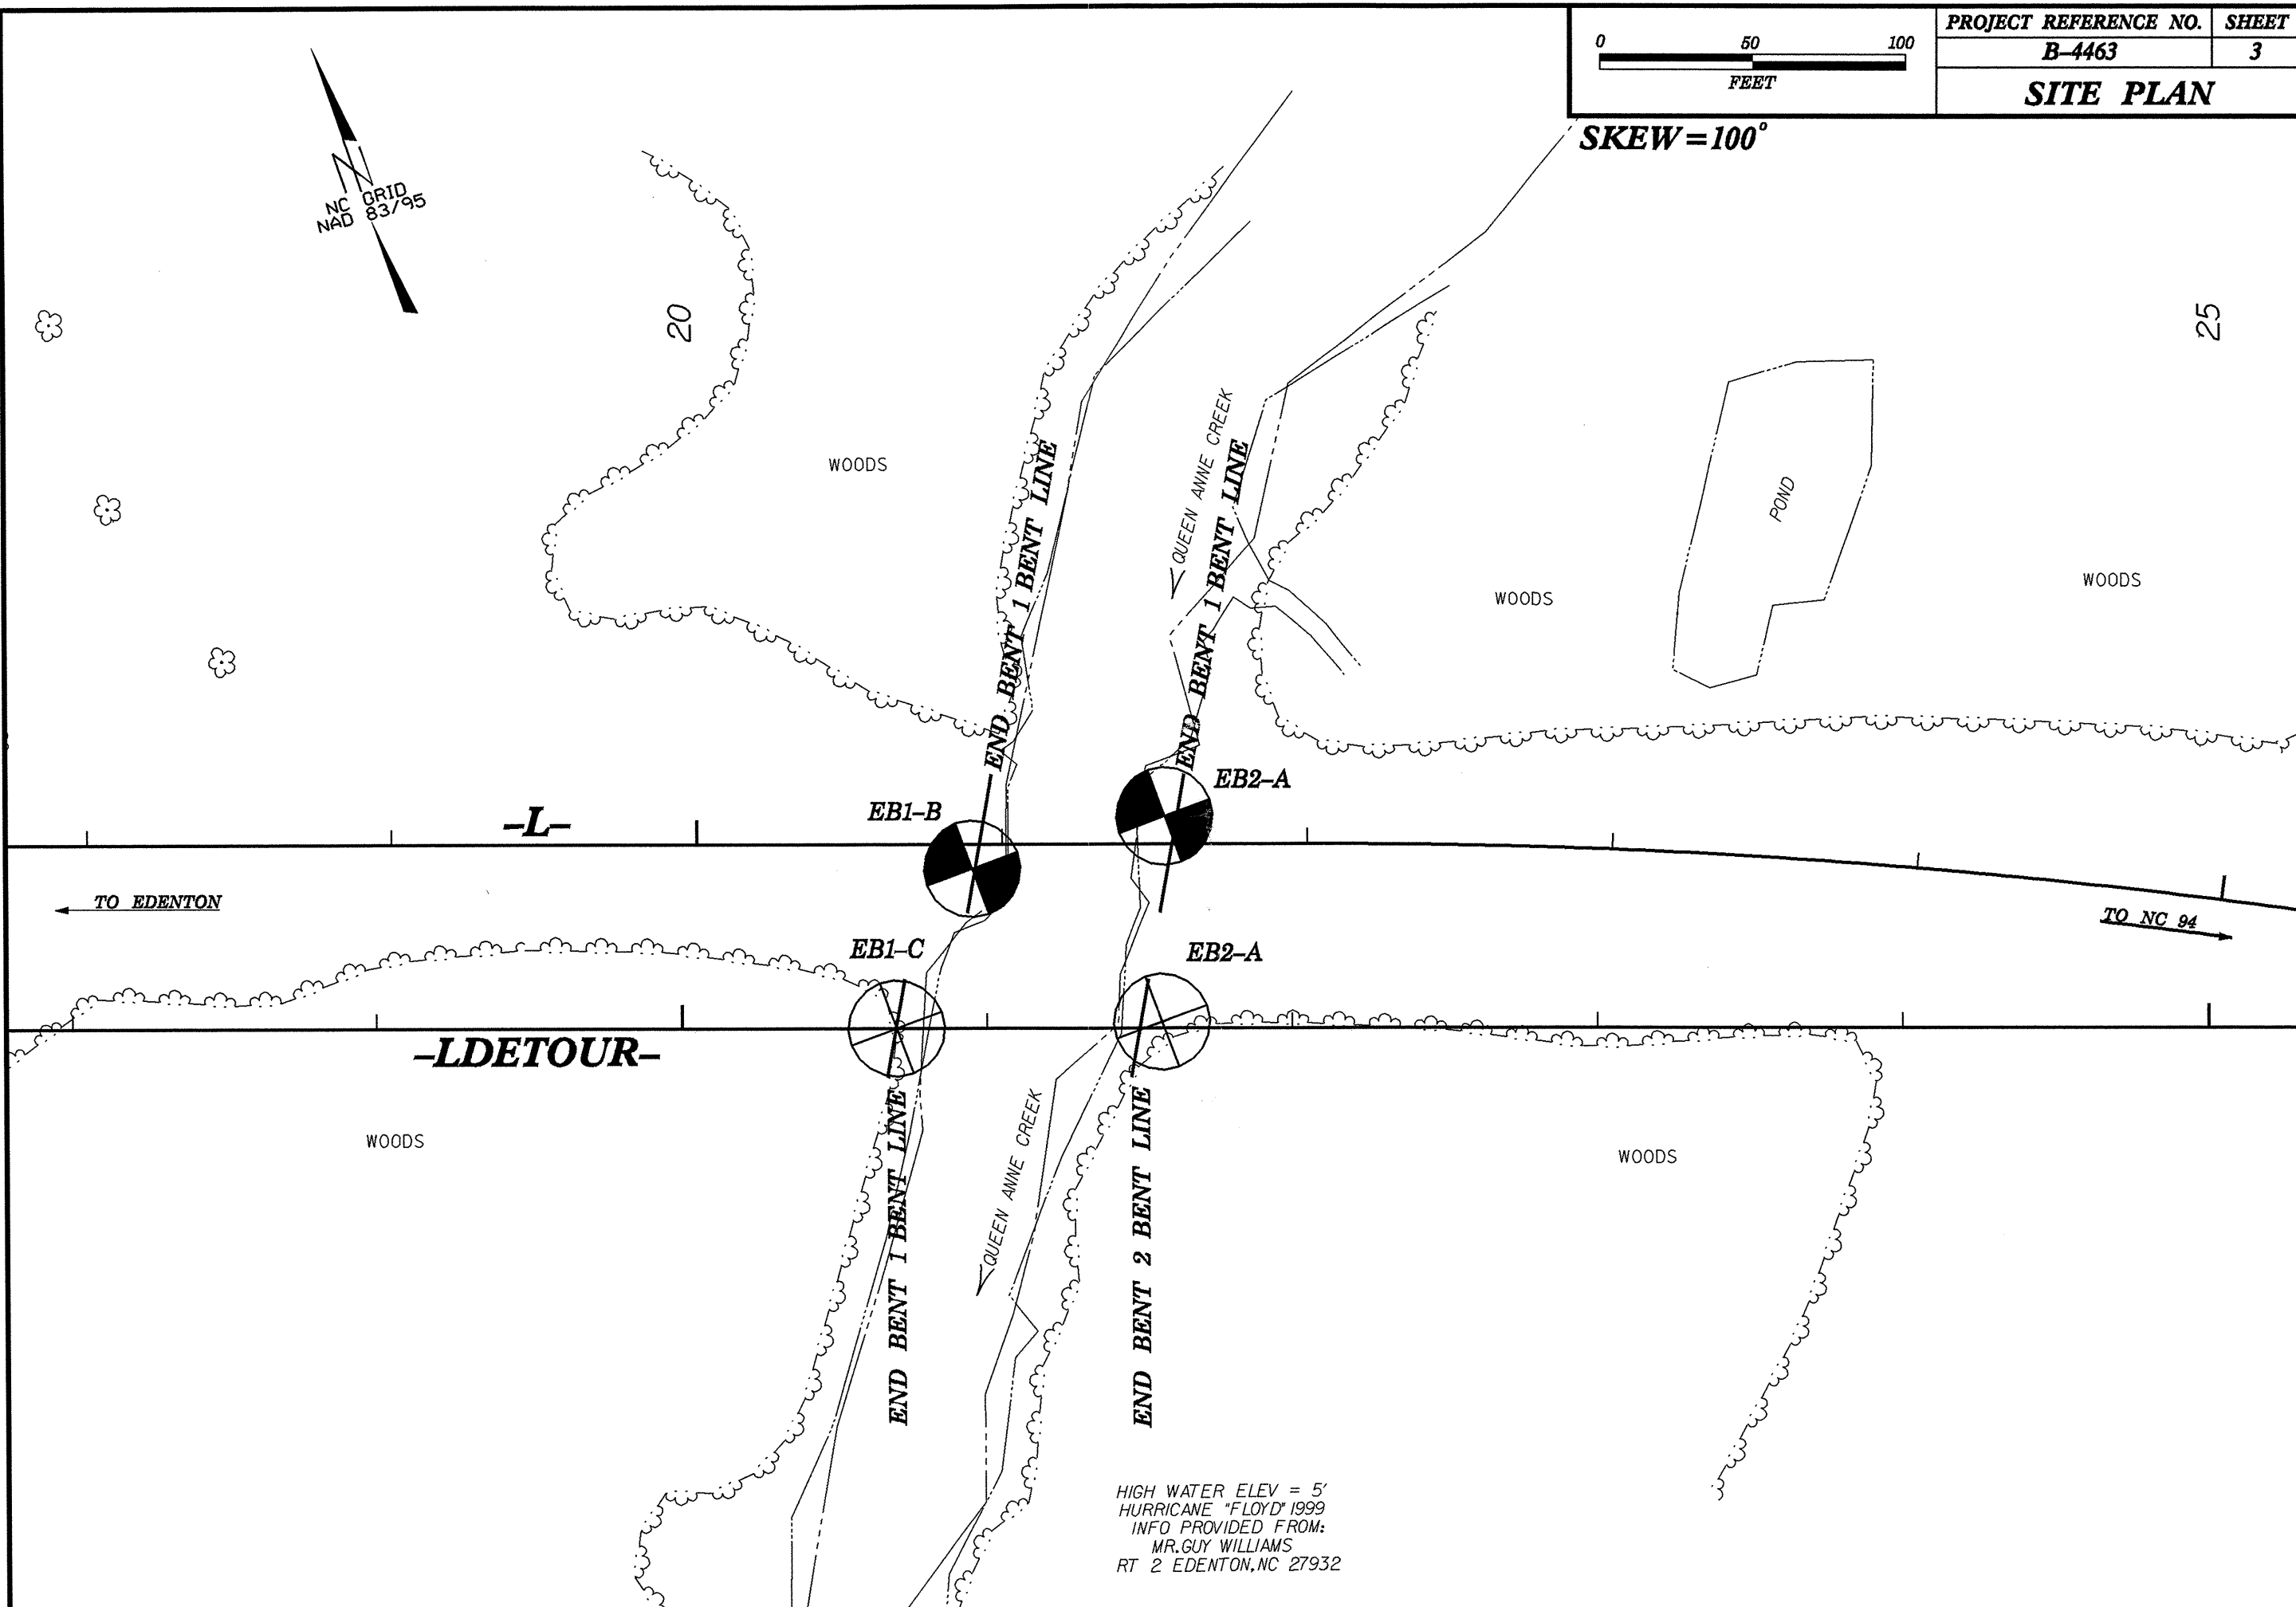 PROJECT REFERENCE NO. SHEET
B-4463 3
SITE PLAN
0 50 100
FEET
SKEW=100°
N
NC GRID
NAD 83/95
20
25
WOODS
QUEEN ANNE CREEK
END BENT 1 BENT LINE
END BENT 1 BENT LINE
POND
WOODS
WOODS
EB2-A
EB1-B
-L-
TO EDENTON
TO NC 94
EB1-C
EB2-A
-LDETOUR-
WOODS
QUEEN ANNE CREEK
END BENT 1 BENT LINE
END BENT 2 BENT LINE
WOODS
HIGH WATER ELEV = 5'
HURRICANE "FLOYD" 1999
INFO PROVIDED FROM:
MR.GUY WILLIAMS
RT 2 EDENTON,NC 27932